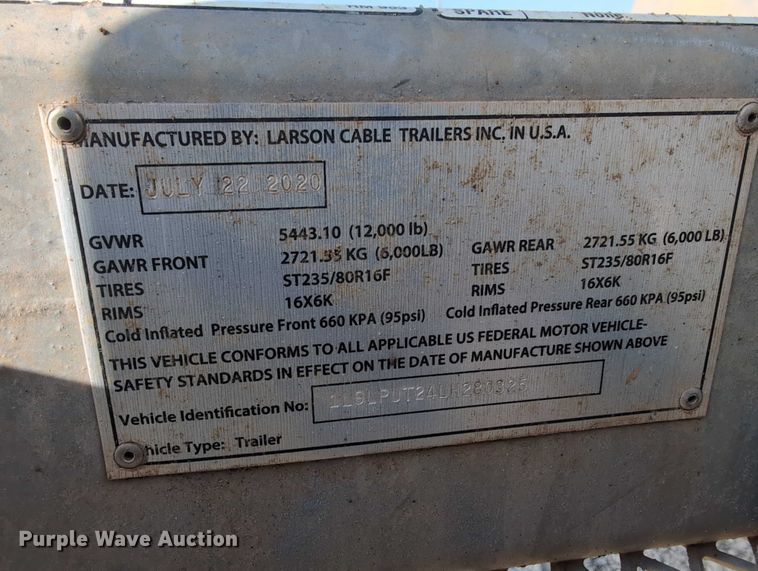 SPARE
MANUFACTURED BY: LARSON CABLE TRAILERS INC. IN U.S.A.
DATE: JULY 22 2020
GVWR 5443.10 (12,000 lb)
GAWR FRONT 2721.55 KG (6,000LB) GAWR REAR 2721.55 KG (6,000 LB)
TIRES ST235/80R16F TIRES ST235/80R16F
RIMS 16X6K RIMS 16X6K
Cold Inflated Pressure Front 660 KPA (95psi) Cold Inflated Pressure Rear 660 KPA (95psi)
THIS VEHICLE CONFORMS TO ALL APPLICABLE US FEDERAL MOTOR VEHICLE-
SAFETY STANDARDS IN EFFECT ON THE DATE OF MANUFACTURE SHOWN ABOVE
Vehicle Identification No:
Vehicle Type: Trailer
Purple Wave Auction